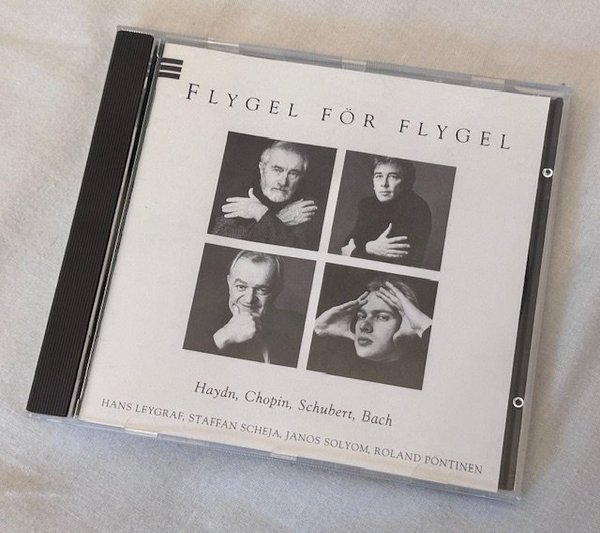 FLYGEL FÖR FLYGEL
Haydn, Chopin, Schubert, Bach
HANS LEYGRAF, STAFFAN SCHEJA, JANOS SOLYOM, ROLAND PÖNTINEN